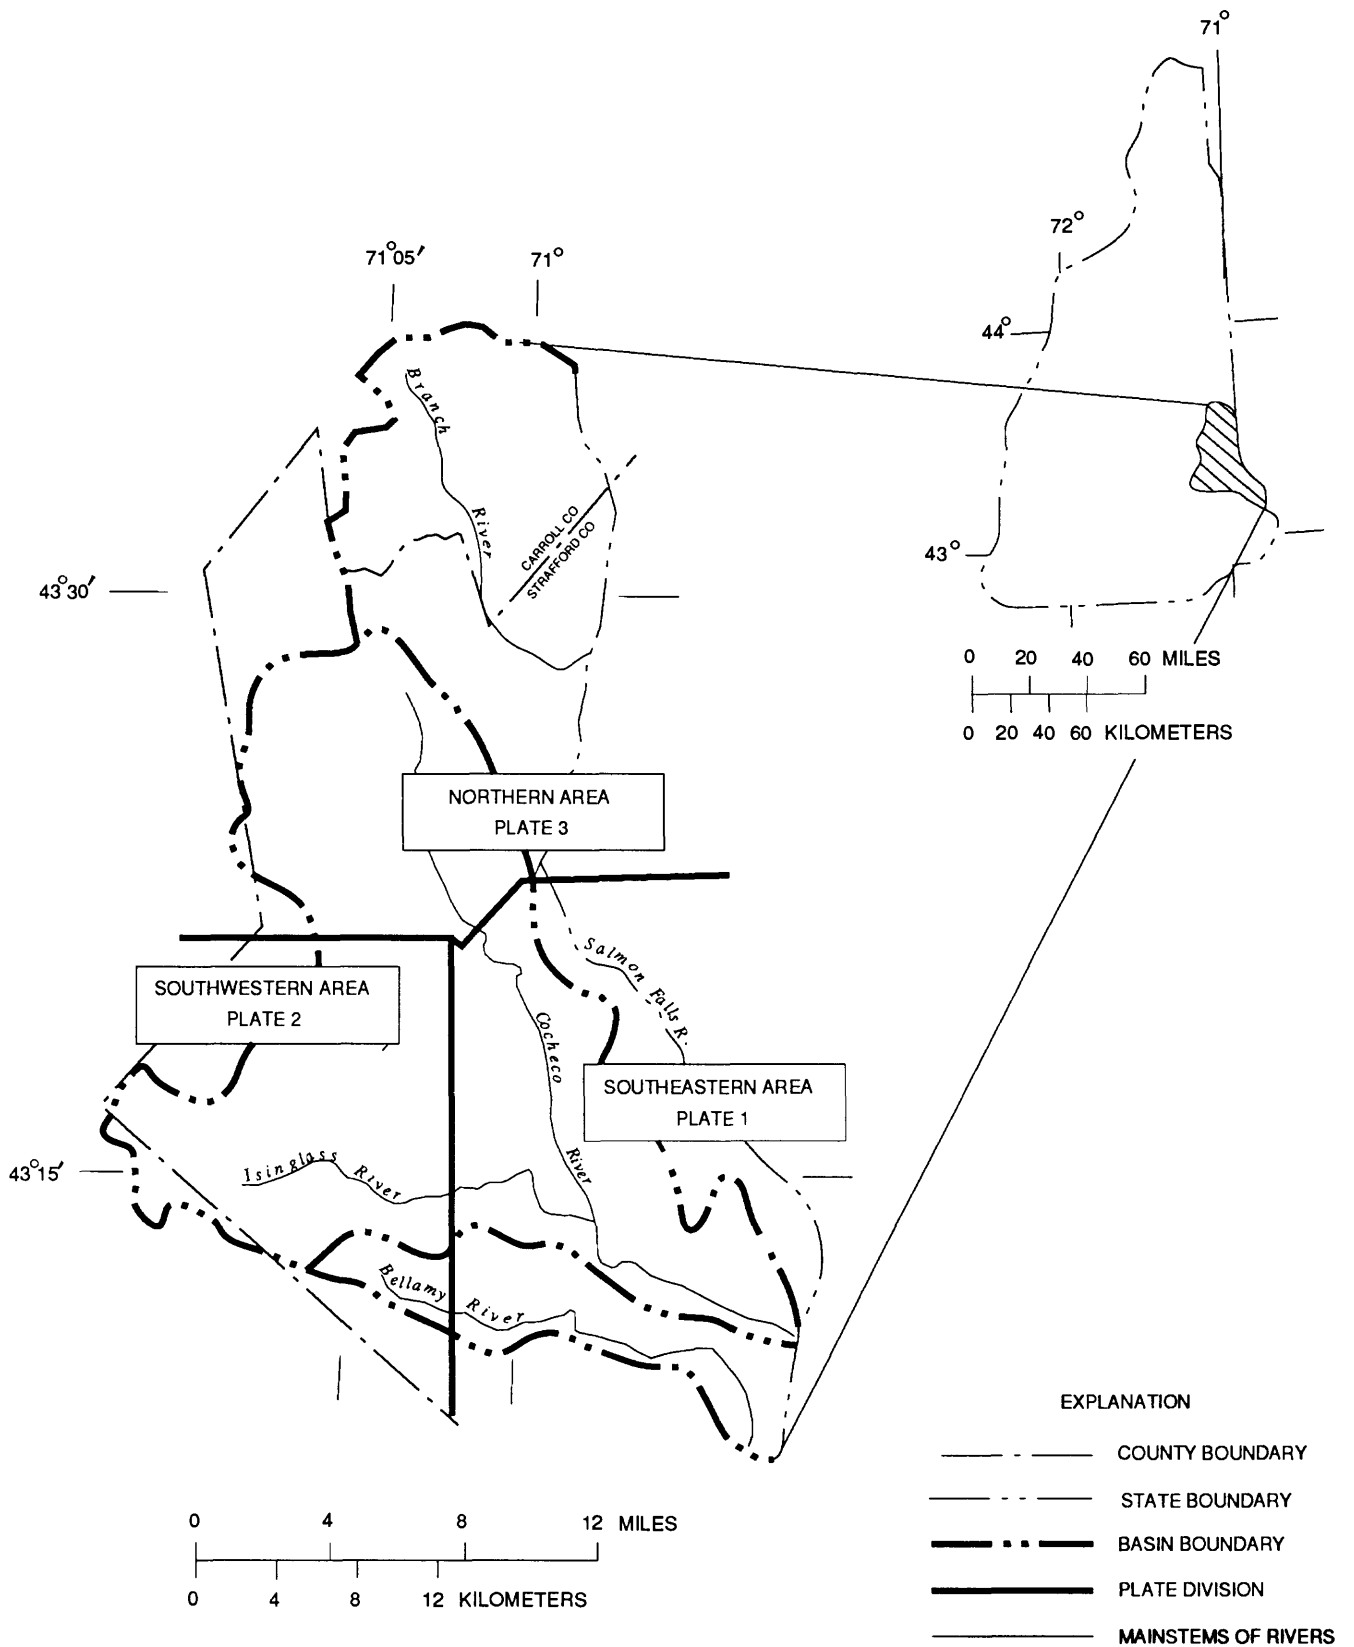 71°
72°
71°05′
71°
44°
Branch
River
CARROLL CO
STRAFFORD CO
43°
43°30′
0 20 40 60 MILES
0 20 40 60 KILOMETERS
NORTHERN AREA
PLATE 3
Salmon Falls R.
SOUTHWESTERN AREA
PLATE 2
Cocheco
River
SOUTHEASTERN AREA
PLATE 1
43°15′
Isinglass River
Bellamy River
EXPLANATION
COUNTY BOUNDARY
STATE BOUNDARY
BASIN BOUNDARY
PLATE DIVISION
MAINSTEMS OF RIVERS
0 4 8 12 MILES
0 4 8 12 KILOMETERS